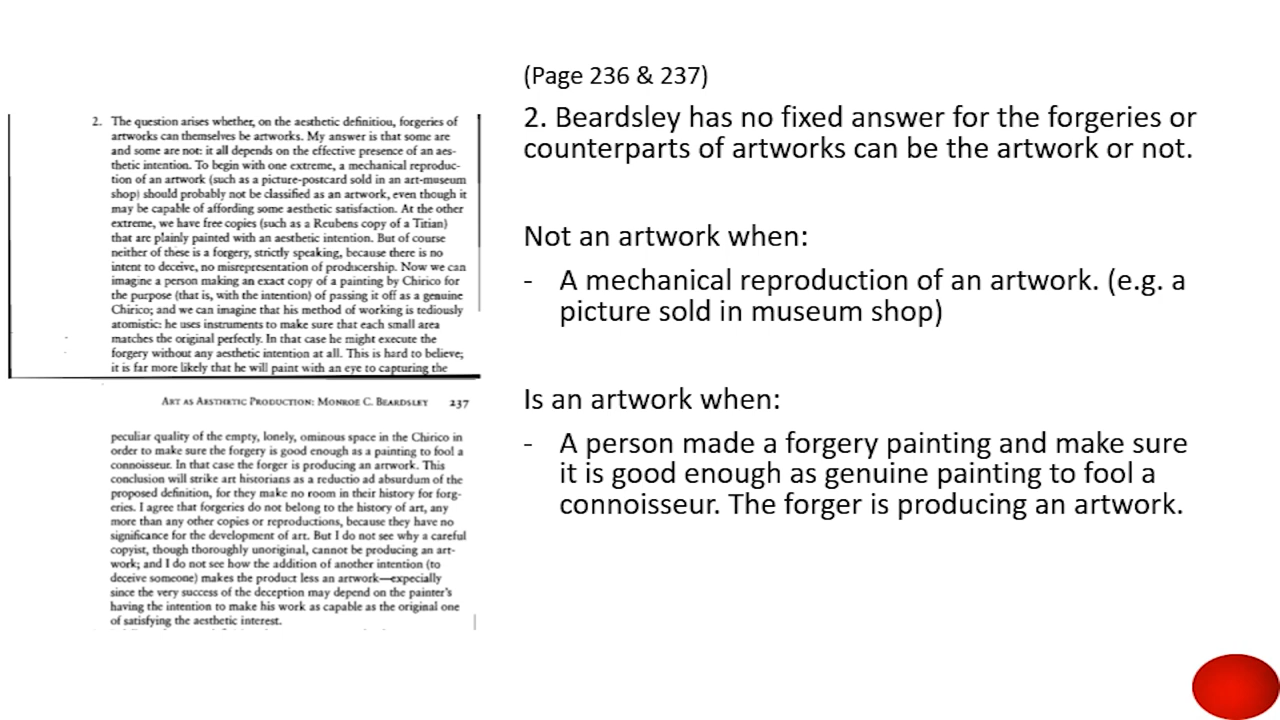 2. The question arises whether, on the aesthetic definition, forgeries of
artworks can themselves be artworks. My answer is that some are
and some are not: it all depends on the effective presence of an aes-
thetic intention. To begin with one extreme, a mechanical reproduc-
tion of an artwork (such as a picture-postcard sold in an art-museum
shop) should probably not be classified as an artwork, even though it
may be capable of affording some aesthetic satisfaction. At the other
extreme, we have free copies (such as a Reubens copy of a Titian)
that are plainly painted with an aesthetic intention. But of course
neither of these is a forgery, strictly speaking, because there is no
intent to deceive, no misrepresentation of producership. Now we can
imagine a person making an exact copy of a painting by Chirico for
the purpose (that is, with the intention) of passing it off as a genuine
Chirico; and we can imagine that his method of working is tediously
atomistic: he uses instruments to make sure that each small area
matches the original perfectly. In that case he might execute the
forgery without any aesthetic intention at all. This is hard to believe;
it is far more likely that he will paint with an eye to capturing the
ART AS AESTHETIC PRODUCTION: MONROE C. BEARDSLEY 237
peculiar quality of the empty, lonely, ominous space in the Chirico in
order to make sure the forgery is good enough as a painting to fool a
connoisseur. In that case the forger is producing an artwork. This
conclusion will strike art historians as a reductio ad absurdum of the
proposed definition, for they make no room in their history for forg-
eries. I agree that forgeries do not belong to the history of art, any
more than any other copies or reproductions, because they have no
significance for the development of art. But I do not see why a careful
copyist, though thoroughly unoriginal, cannot be producing an art-
work; and I do not see how the addition of another intention (to
deceive someone) makes the product less an artwork—expecially
since the very success of the deception may depend on the painter's
having the intention to make his work as capable as the original one
of satisfying the aesthetic interest.
(Page 236 & 237)
2. Beardsley has no fixed answer for the forgeries or
counterparts of artworks can be the artwork or not.
Not an artwork when:
- A mechanical reproduction of an artwork. (e.g. a
picture sold in museum shop)
Is an artwork when:
- A person made a forgery painting and make sure
it is good enough as genuine painting to fool a
connoisseur. The forger is producing an artwork.